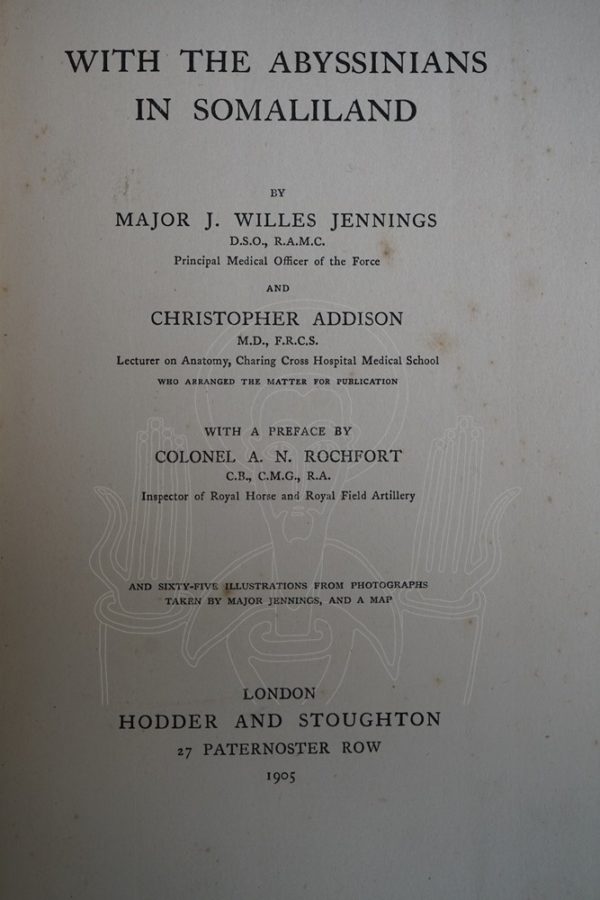 WITH THE ABYSSINIANS
IN SOMALILAND
BY
MAJOR J. WILLES JENNINGS
D.S.O., R.A.M.C.
Principal Medical Officer of the Force
AND
CHRISTOPHER ADDISON
M.D., F.R.C.S.
Lecturer on Anatomy, Charing Cross Hospital Medical School
WHO ARRANGED THE MATTER FOR PUBLICATION
WITH A PREFACE BY
COLONEL A. N. ROCHFORT
C.B., C.M.G., R.A.
Inspector of Royal Horse and Royal Field Artillery
AND SIXTY-FIVE ILLUSTRATIONS FROM PHOTOGRAPHS
TAKEN BY MAJOR JENNINGS, AND A MAP
LONDON
HODDER AND STOUGHTON
27 PATERNOSTER ROW
1905